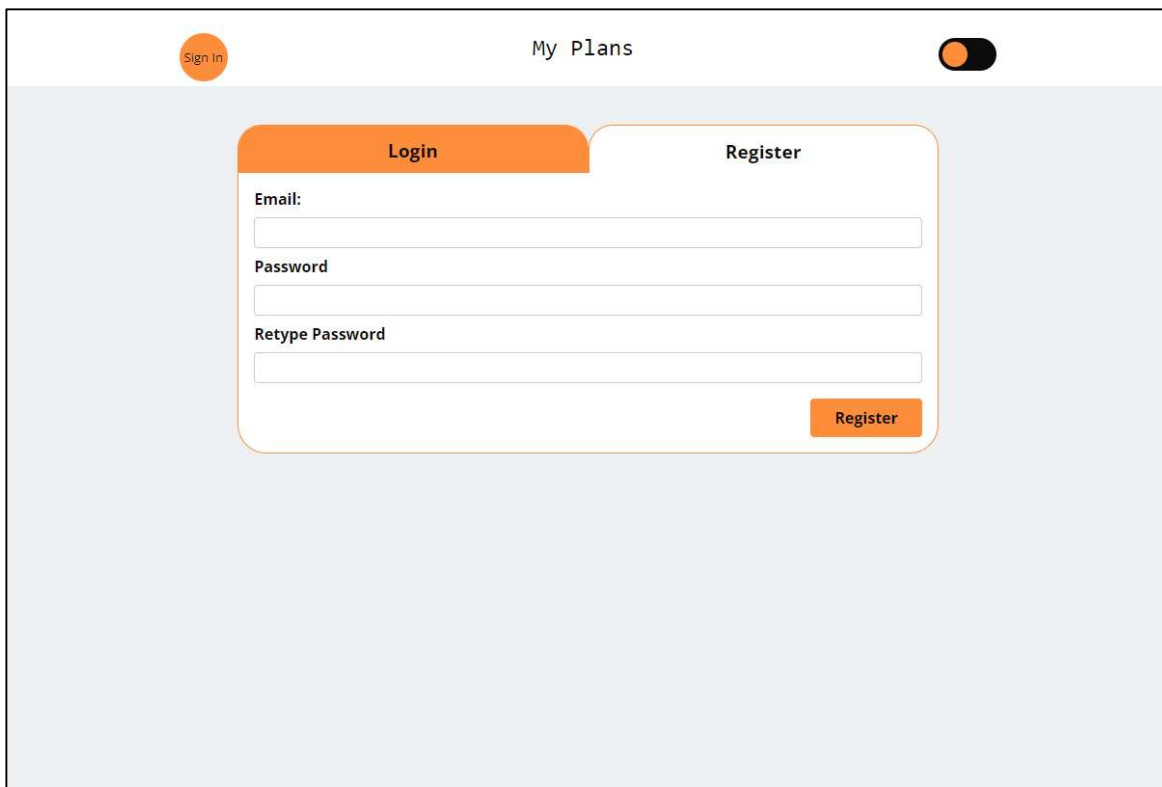 Sign In
My Plans
Login
Register
Email:
Password
Retype Password
Register